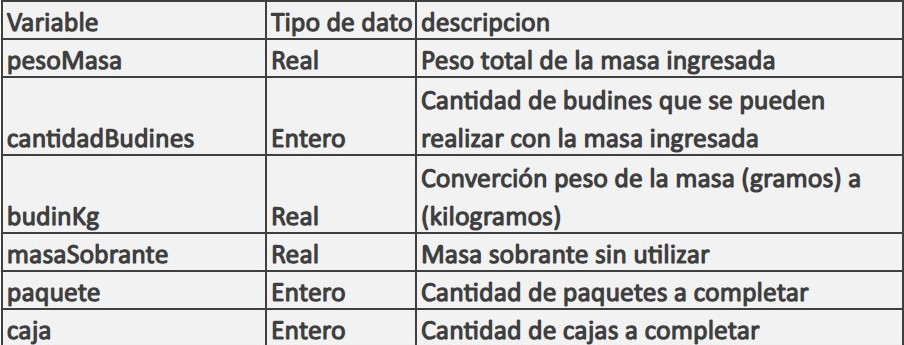 Variable Tipo de dato descripcion
pesoMasa Real Peso total de la masa ingresada
Cantidad de budines que se pueden
cantidadBudines Entero realizar con la masa ingresada
Converción peso de la masa (gramos) a
budinKg Real (kilogramos)
masaSobrante Real Masa sobrante sin utilizar
paquete Entero Cantidad de paquetes a completar
caja Entero Cantidad de cajas a completar